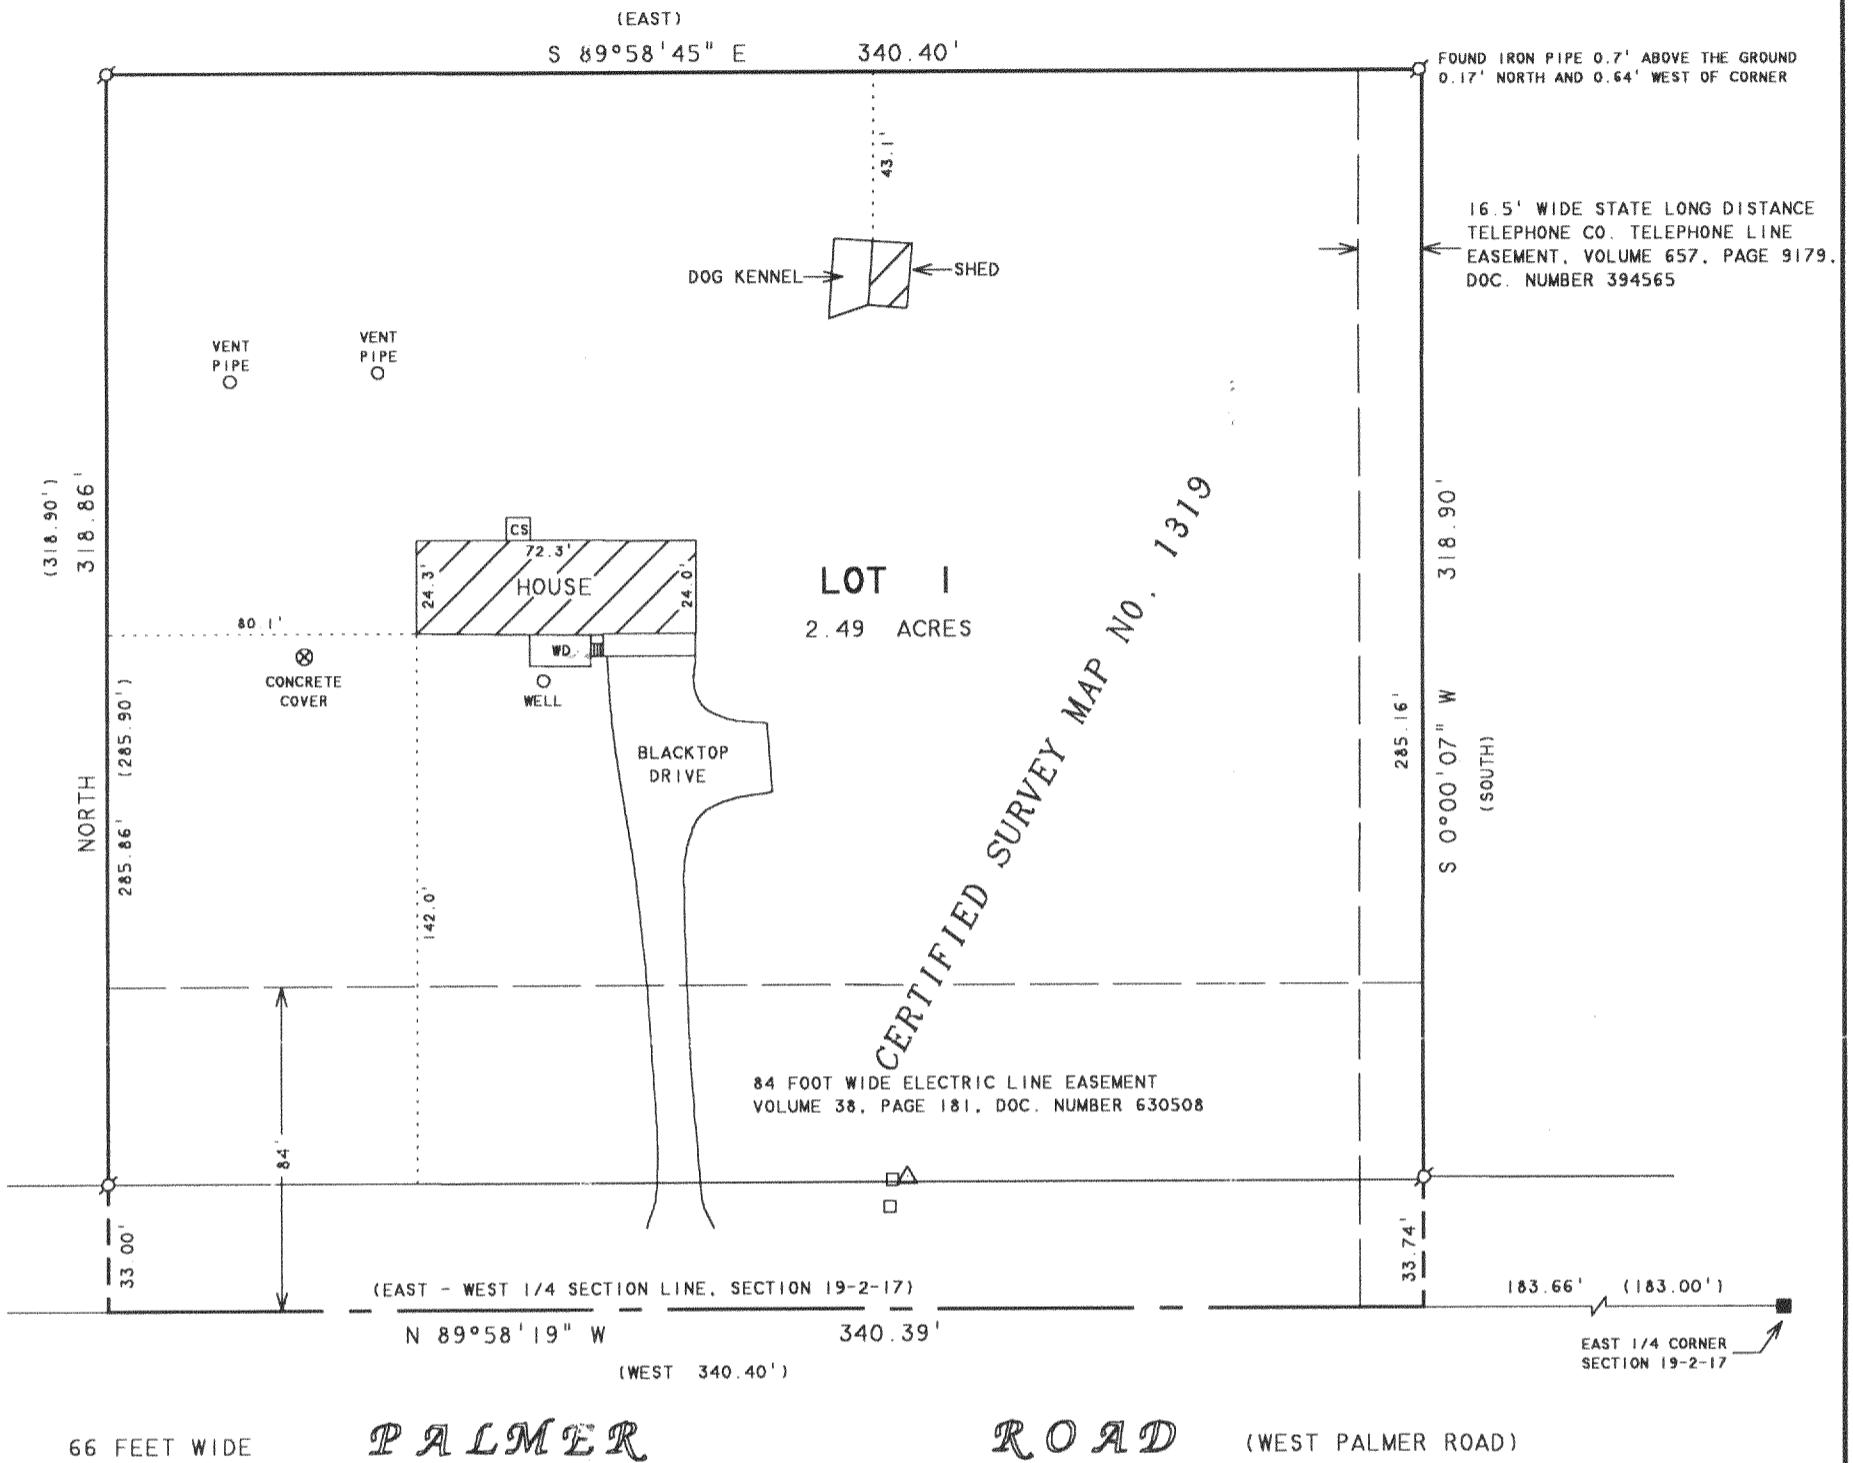 (EAST)
S 89°58'45" E 340.40'
FOUND IRON PIPE 0.7' ABOVE THE GROUND
0.17' NORTH AND 0.64' WEST OF CORNER
43.1'
16.5' WIDE STATE LONG DISTANCE
TELEPHONE CO. TELEPHONE LINE
EASEMENT, VOLUME 657, PAGE 9179,
DOC. NUMBER 394565
DOG KENNEL
SHED
VENT
PIPE
VENT
PIPE
(318.90')
318.86'
CS
72.3'
24.3'
HOUSE
24.0'
LOT 1
2.49 ACRES
CERTIFIED SURVEY MAP NO. 1319
318.90'
80.1'
CONCRETE
COVER
WD
WELL
NORTH
285.86' (285.90')
BLACKTOP
DRIVE
285.16'
S 0°00'07" W
(SOUTH)
142.0'
84 FOOT WIDE ELECTRIC LINE EASEMENT
VOLUME 38, PAGE 181, DOC. NUMBER 630508
84'
33.00'
33.74'
(EAST - WEST 1/4 SECTION LINE, SECTION 19-2-17)
183.66' (183.00')
N 89°58'19" W 340.39'
(WEST 340.40')
EAST 1/4 CORNER
SECTION 19-2-17
66 FEET WIDE PALMER ROAD (WEST PALMER ROAD)